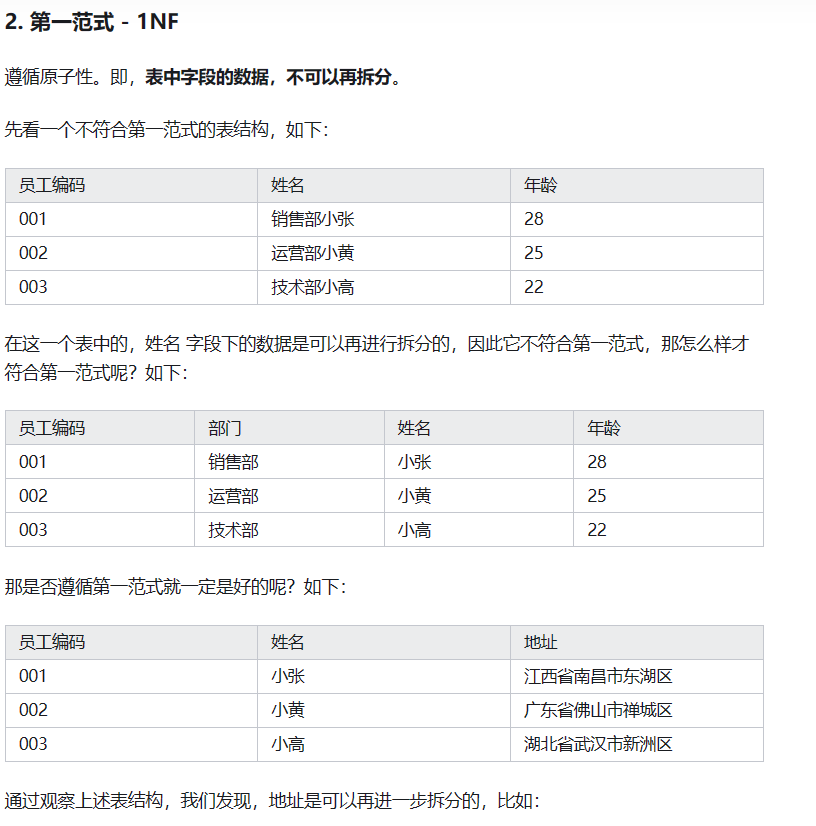 2. 第一范式 - 1NF
遵循原子性。即，表中字段的数据，不可以再拆分。
先看一个不符合第一范式的表结构，如下：
员工编码 姓名 年龄
001 销售部小张 28
002 运营部小黄 25
003 技术部小高 22
在这一个表中的，姓名 字段下的数据是可以再进行拆分的，因此它不符合第一范式，那怎么样才
符合第一范式呢？如下：
员工编码 部门 姓名 年龄
001 销售部 小张 28
002 运营部 小黄 25
003 技术部 小高 22
那是否遵循第一范式就一定是好的呢？如下：
员工编码 姓名 地址
001 小张 江西省南昌市东湖区
002 小黄 广东省佛山市禅城区
003 小高 湖北省武汉市新洲区
通过观察上述表结构，我们发现，地址是可以再进一步拆分的，比如：